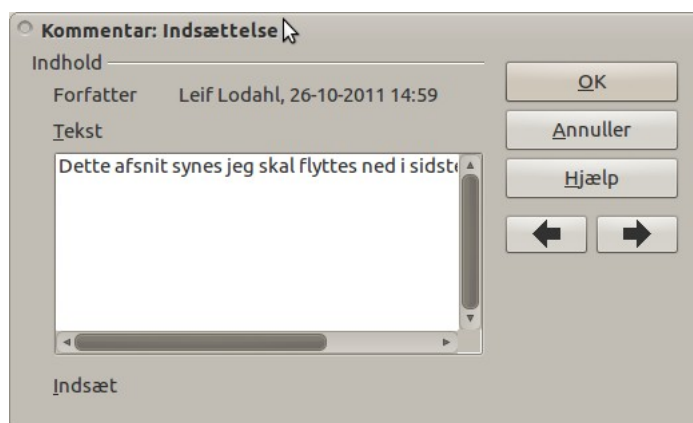 Kommentar: Indsættelse
Indhold
OK
Forfatter Leif Lodahl, 26-10-2011 14:59
Tekst
Annuller
Dette afsnit synes jeg skal flyttes ned i sidst
Hjælp
Indsæt